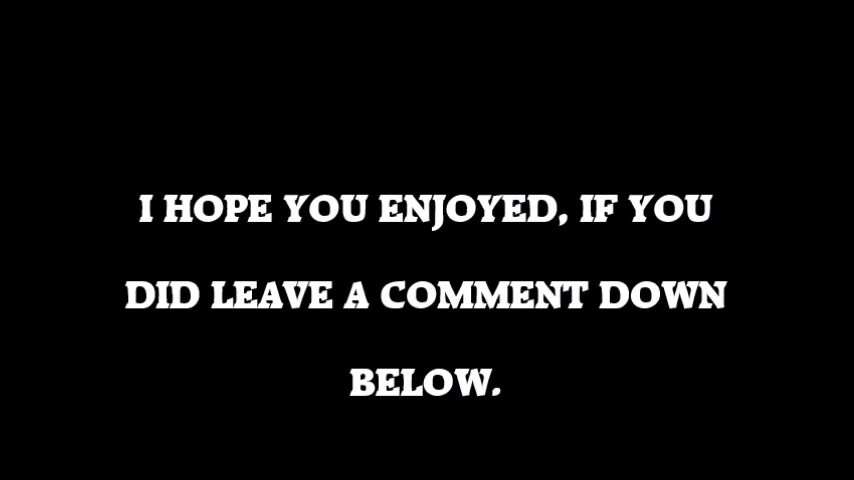 I HOPE YOU ENJOYED, IF YOU
DID LEAVE A COMMENT DOWN
BELOW.